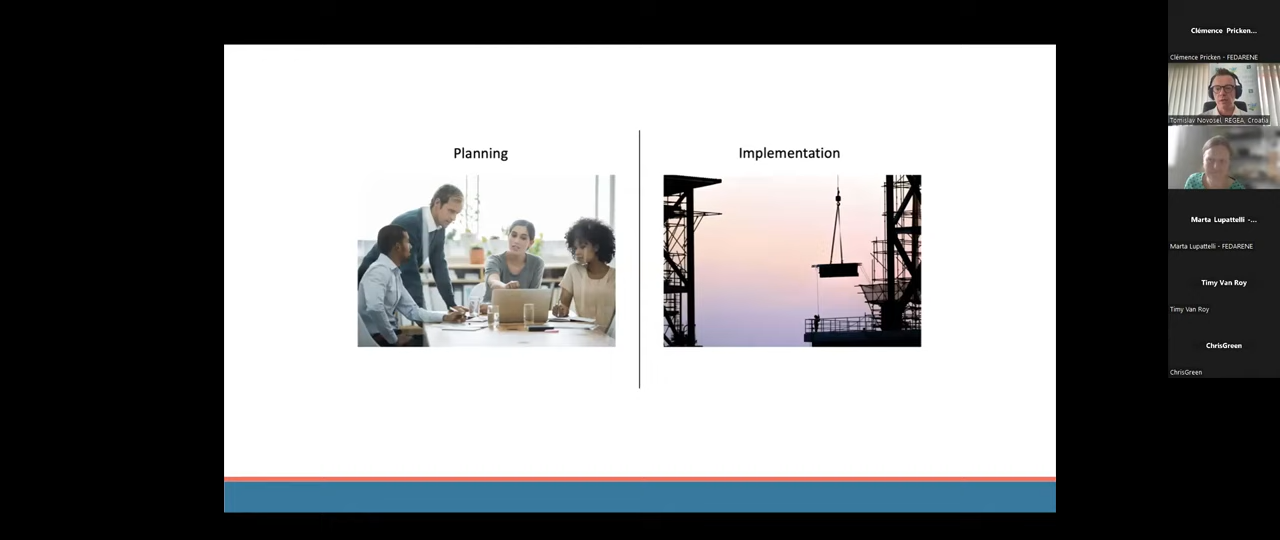 Planning
Implementation
Clémence Pricken...
Clémence Pricken - FEDARENE
Tomislav Novosel, REGEA, Croatia
Marta Lupattelli -...
Marta Lupattelli - FEDARENE
Timy Van Roy
Timy Van Roy
ChrisGreen
ChrisGreen